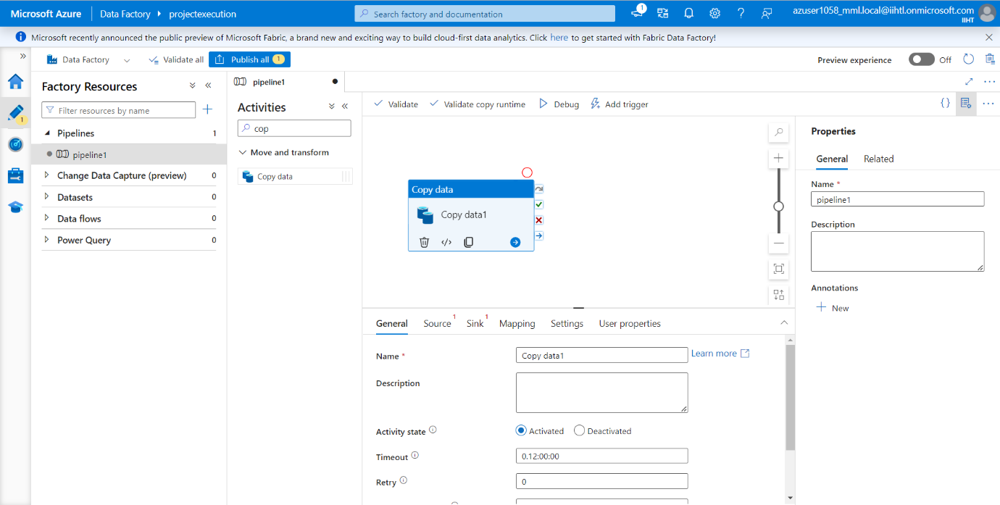 Microsoft Azure Data Factory projectexecution Search factory and documentation 1 azuser1058_mml.local@iihtl.onmicrosoft.com
IIHT
Microsoft recently announced the public preview of Microsoft Fabric, a brand new and exciting way to build cloud-first data analytics. Click here to get started with Fabric Data Factory!
Data Factory Validate all Publish all 1 Preview experience Off
Factory Resources
Filter resources by name
1
Pipelines 1
pipeline1
Change Data Capture (preview) 0
Datasets 0
Data flows 0
Power Query 0
pipeline1
Activities
cop
Move and transform
Copy data
Validate Validate copy runtime Debug Add trigger
{}
Copy data
Copy data1
</>
General Source 1 Sink 1 Mapping Settings User properties
Name * Copy data1 Learn more
Description
Activity state Activated Deactivated
Timeout 0.12:00:00
Retry 0
Properties
General Related
Name *
pipeline1
Description
Annotations
New